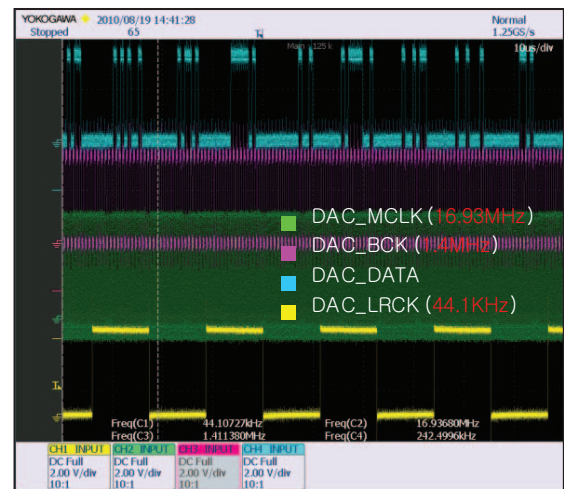 YOKOGAWA 2010/08/19 14:41:28 Normal
Stopped 65 1.25GS/s
Main : 125 k 10us/div
DAC_MCLK (16.93MHz)
DAC_BCK (1.4MHz)
DAC_DATA
DAC_LRCK (44.1KHz)
Freq(C1) 44.10727kHz Freq(C2) 16.93680MHz
Freq(C3) 1.411380MHz Freq(C4) 242.4996kHz
CH1 INPUT CH2 INPUT CH3 INPUT CH4 INPUT
DC Full DC Full DC Full DC Full
2.00 V/div 2.00 V/div 2.00 V/div 2.00 V/div
10:1 10:1 10:1 10:1